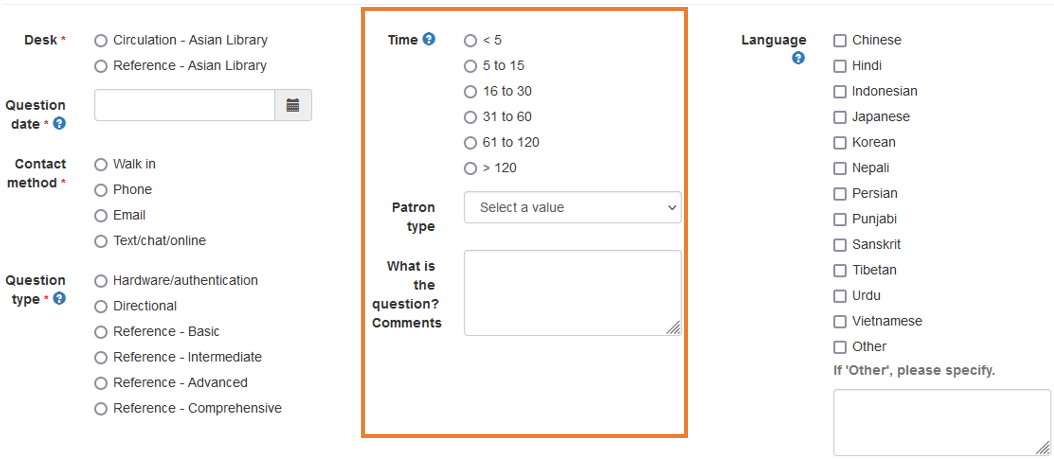 Desk *
Circulation - Asian Library
Reference - Asian Library
Question
date *
Contact
method *
Walk in
Phone
Email
Text/chat/online
Question
type *
Hardware/authentication
Directional
Reference - Basic
Reference - Intermediate
Reference - Advanced
Reference - Comprehensive
Time
< 5
5 to 15
16 to 30
31 to 60
61 to 120
> 120
Patron
type
Select a value
What is
the
question?
Comments
Language
Chinese
Hindi
Indonesian
Japanese
Korean
Nepali
Persian
Punjabi
Sanskrit
Tibetan
Urdu
Vietnamese
Other
If 'Other', please specify.